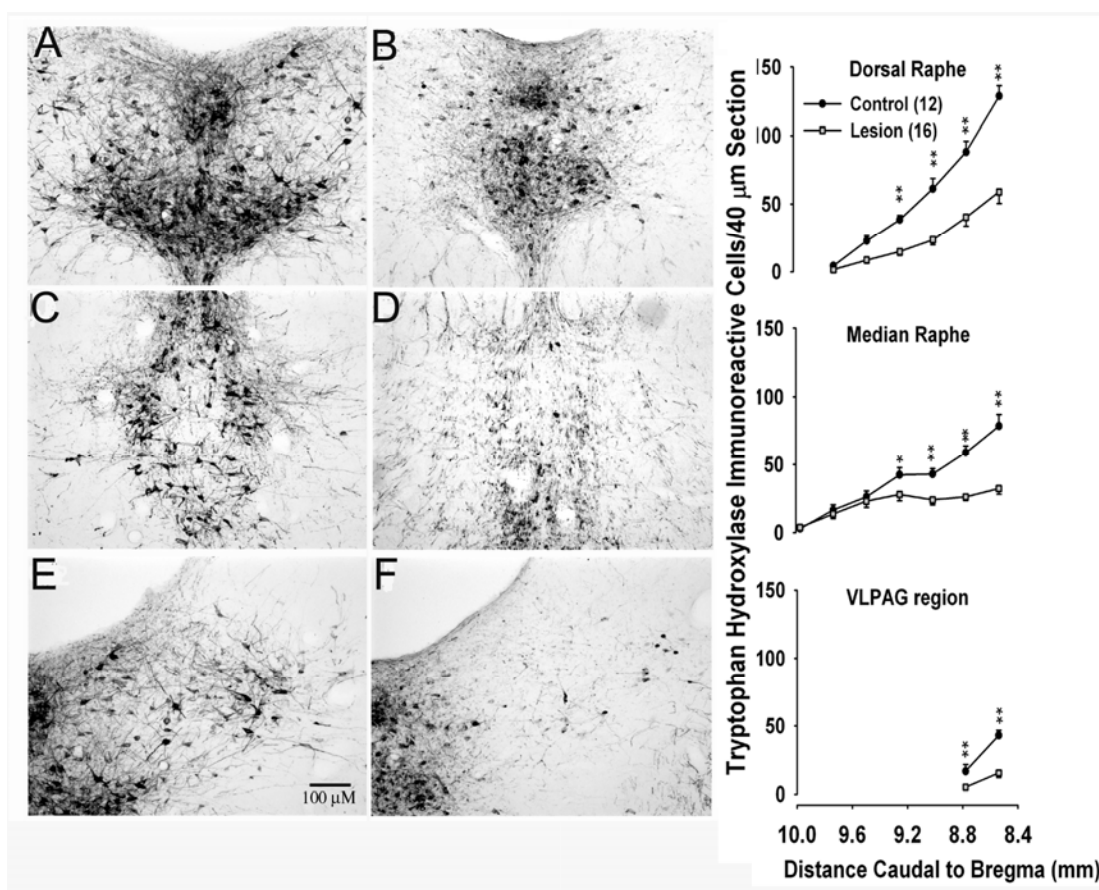 A
B
C
D
E
F
100 µM
Tryptophan Hydroxylase Immunoreactive Cells/40 µm Section
150
100
50
0
Dorsal Raphe
Control (12)
Lesion (16)
**
**
**
**
150
100
50
0
Median Raphe
*
**
**
**
150
100
50
0
VLPAG region
**
**
10.0 9.6 9.2 8.8 8.4
Distance Caudal to Bregma (mm)